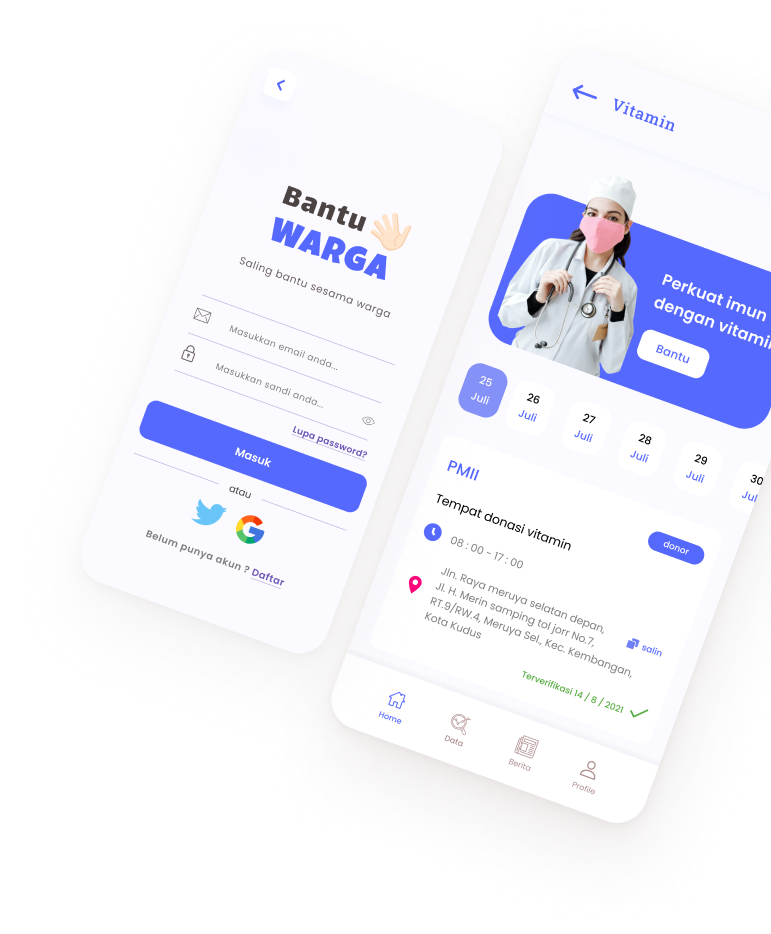 Bantu
WARGA
Saling bantu sesama warga
Masukkan email anda...
Masukkan sandi anda...
Lupa password?
Masuk
atau
Belum punya akun ? Daftar
Vitamin
Perkuat imun
dengan vitamin
Bantu
25 26 27 28 29 30
Juli Juli Juli Juli Juli Jul
PMII
Tempat donasi vitamin
donor
08 : 00 - 17 : 00
Jln. Raya meruya selatan depan,
Jl. H. Merin samping tol jorr No.7,
RT.9/RW.4, Meruya Sel., Kec. Kembangan,
Kota Kudus
salin
Terverifikasi 14 / 8 / 2021
Home Data Berita Profile